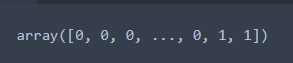 array([0, 0, 0, ..., 0, 1, 1])